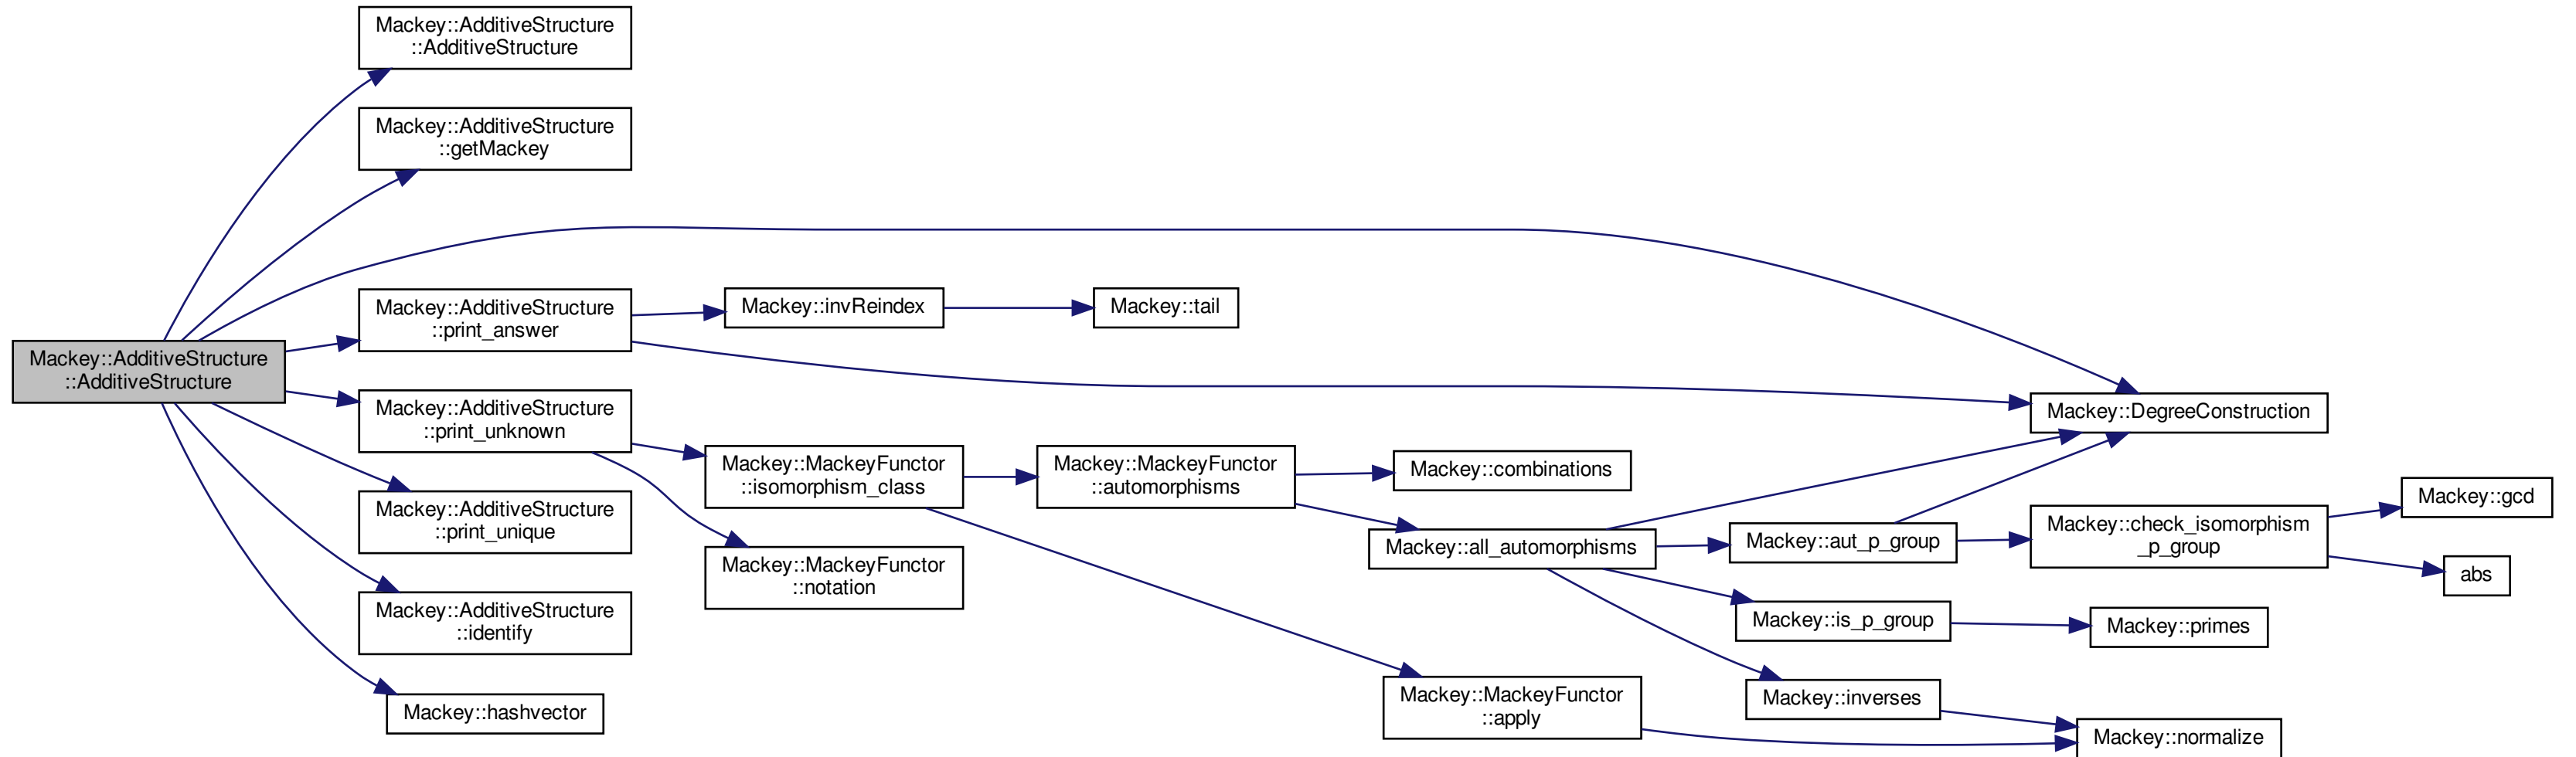 Mackey::AdditiveStructure
::AdditiveStructure
Mackey::AdditiveStructure
::AdditiveStructure
Mackey::AdditiveStructure
::getMackey
Mackey::AdditiveStructure
::print_answer
Mackey::AdditiveStructure
::print_unknown
Mackey::AdditiveStructure
::print_unique
Mackey::AdditiveStructure
::identify
Mackey::hashvector
Mackey::invReindex
Mackey::tail
Mackey::MackeyFunctor
::isomorphism_class
Mackey::MackeyFunctor
::notation
Mackey::MackeyFunctor
::automorphisms
Mackey::combinations
Mackey::all_automorphisms
Mackey::MackeyFunctor
::apply
Mackey::aut_p_group
Mackey::is_p_group
Mackey::inverses
Mackey::DegreeConstruction
Mackey::check_isomorphism
_p_group
Mackey::primes
Mackey::normalize
Mackey::gcd
abs